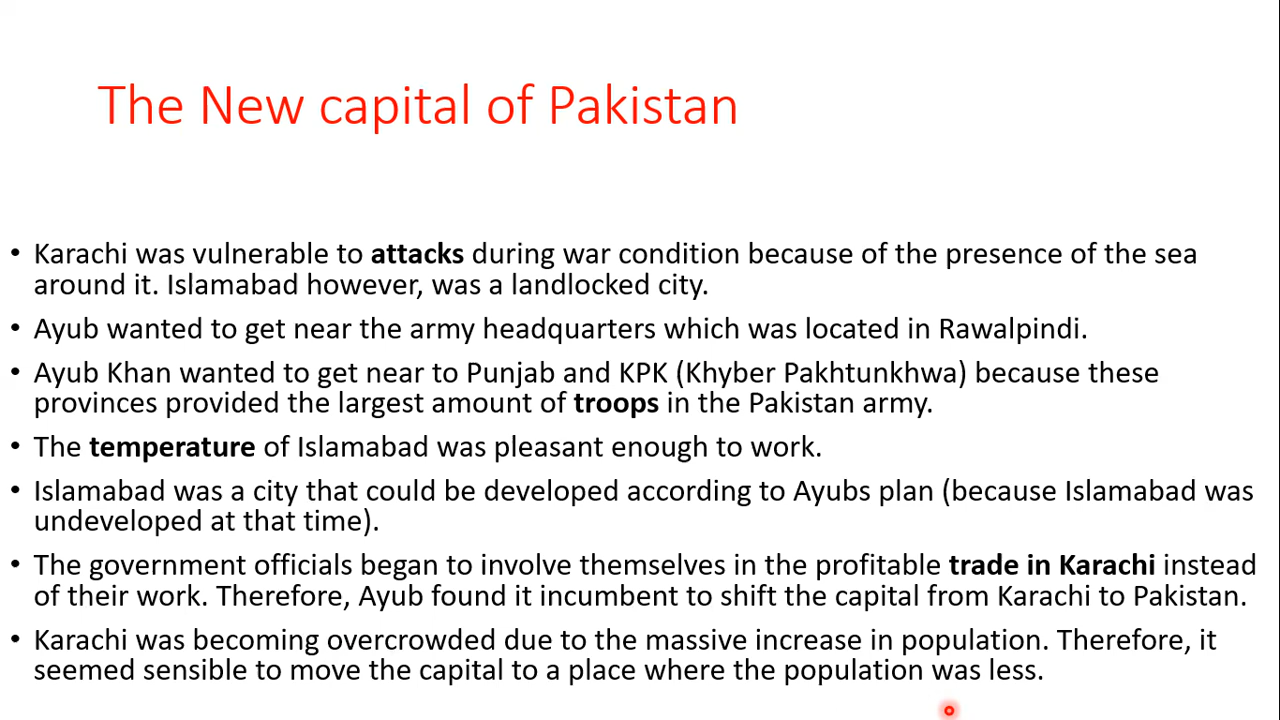 The New capital of Pakistan
• Karachi was vulnerable to attacks during war condition because of the presence of the sea
around it. Islamabad however, was a landlocked city.
• Ayub wanted to get near the army headquarters which was located in Rawalpindi.
• Ayub Khan wanted to get near to Punjab and KPK (Khyber Pakhtunkhwa) because these
provinces provided the largest amount of troops in the Pakistan army.
• The temperature of Islamabad was pleasant enough to work.
• Islamabad was a city that could be developed according to Ayubs plan (because Islamabad was
undeveloped at that time).
• The government officials began to involve themselves in the profitable trade in Karachi instead
of their work. Therefore, Ayub found it incumbent to shift the capital from Karachi to Pakistan.
• Karachi was becoming overcrowded due to the massive increase in population. Therefore, it
seemed sensible to move the capital to a place where the population was less.